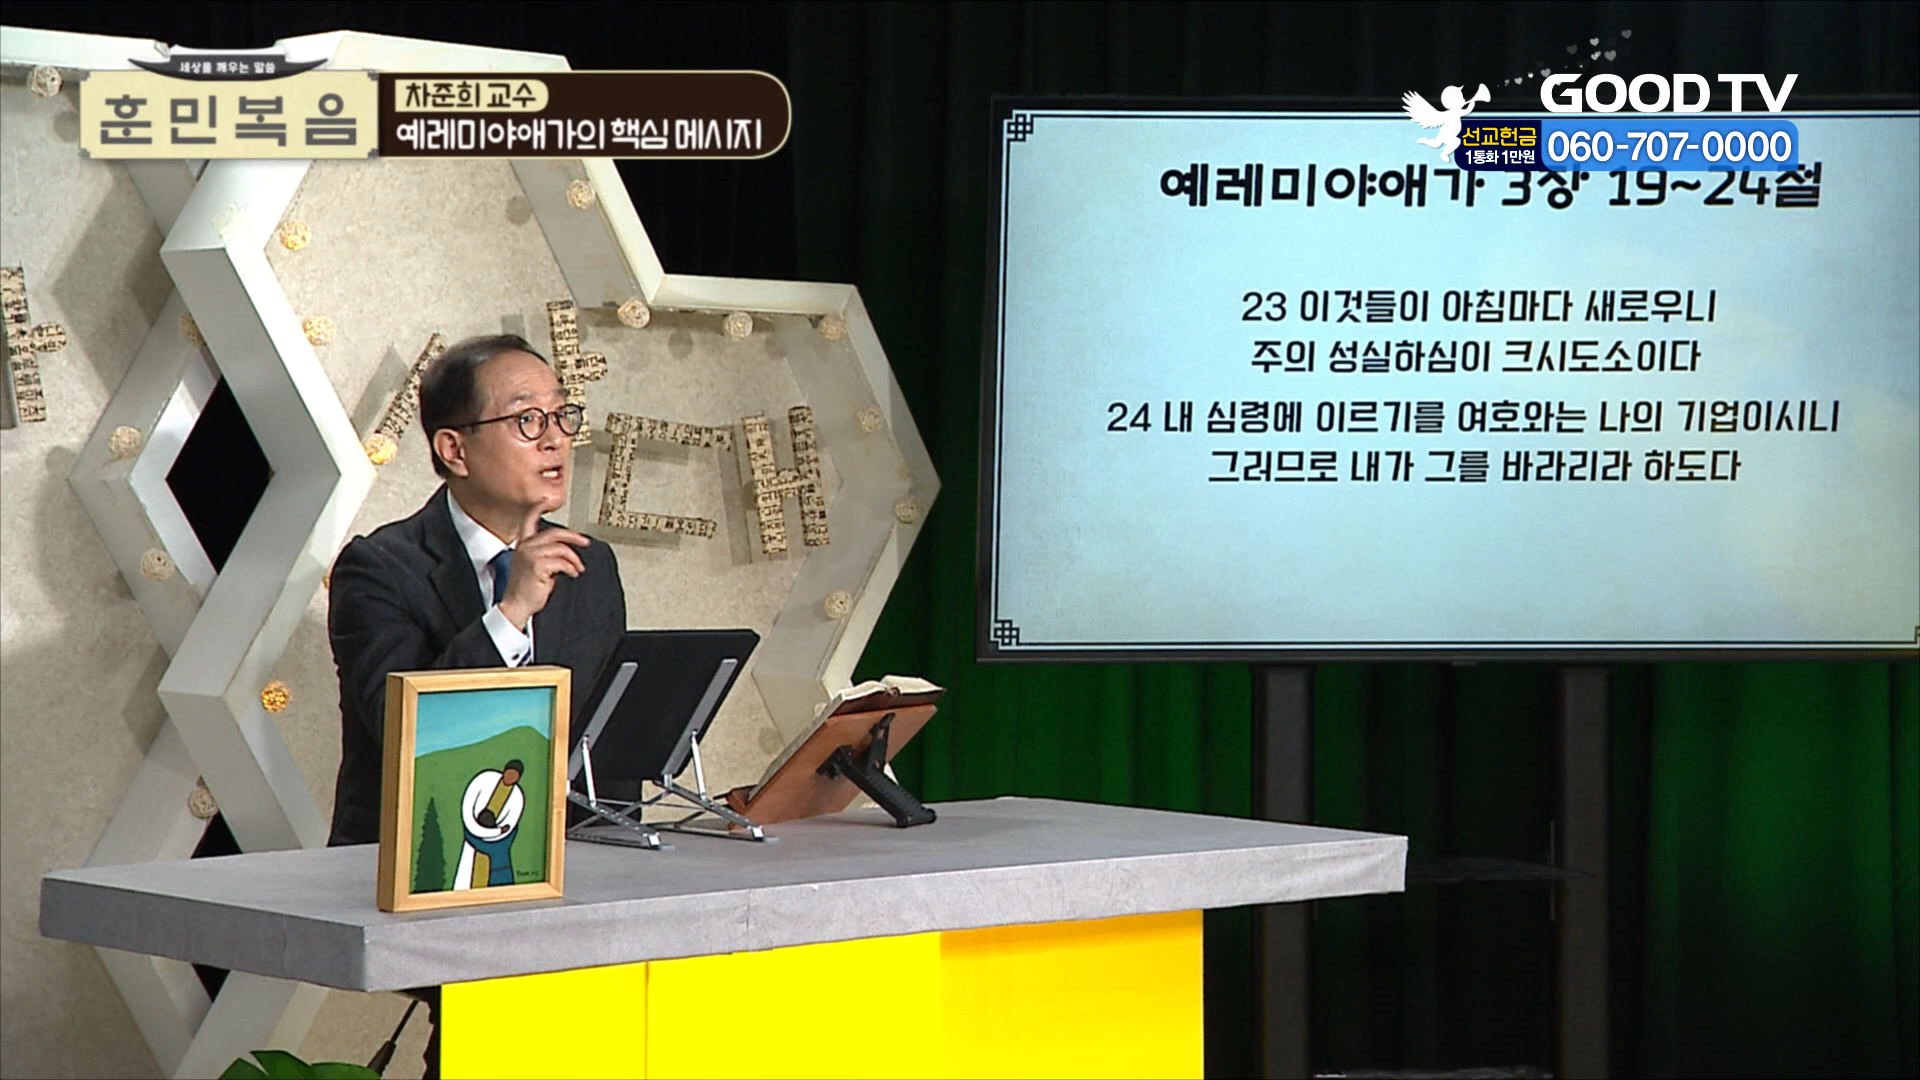 세상을 깨우는 말씀
훈민복음
차준희 교수
예레미야애가의 핵심 메시지
GOODTV
선교헌금
1통화 1만원
060-707-0000
예레미야애가 3장 19~24절
23 이것들이 아침마다 새로우니
주의 성실하심이 크시도소이다
24 내 심령에 이르기를 여호와는 나의 기업이시니
그러므로 내가 그를 바라리라 하도다